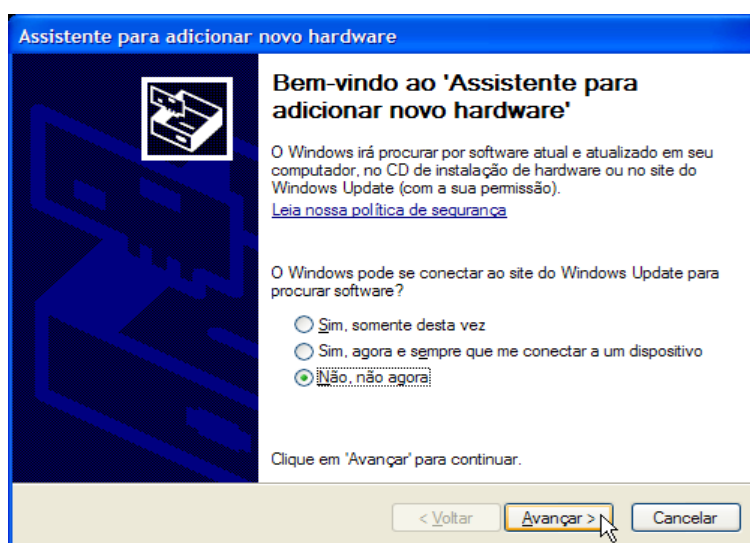 Assistente para adicionar novo hardware
Bem-vindo ao 'Assistente para
adicionar novo hardware'
O Windows irá procurar por software atual e atualizado em seu
computador, no CD de instalação de hardware ou no site do
Windows Update (com a sua permissão).
Leia nossa política de segurança
O Windows pode se conectar ao site do Windows Update para
procurar software?
Sim, somente desta vez
Sim, agora e sempre que me conectar a um dispositivo
Não, não agora
Clique em 'Avançar' para continuar.
< Voltar
Avançar >
Cancelar